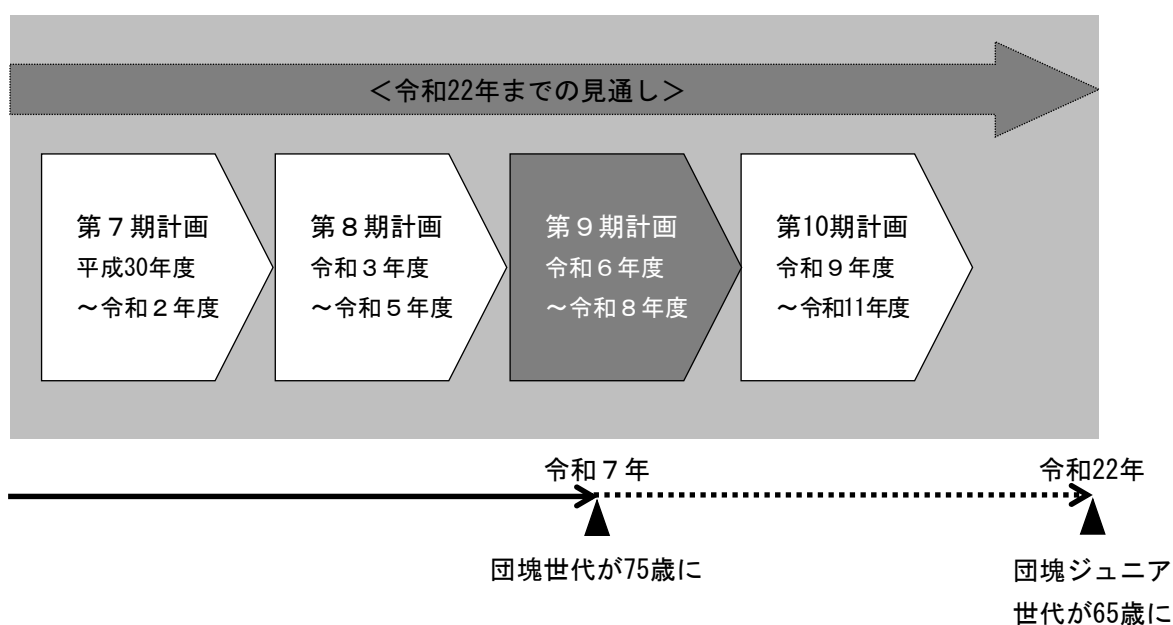 ＜令和22年までの見通し＞
第７期計画
平成30年度
～令和２年度
第８期計画
令和３年度
～令和５年度
第９期計画
令和６年度
～令和８年度
第10期計画
令和９年度
～令和11年度
令和７年
令和22年
団塊世代が75歳に
団塊ジュニア
世代が65歳に